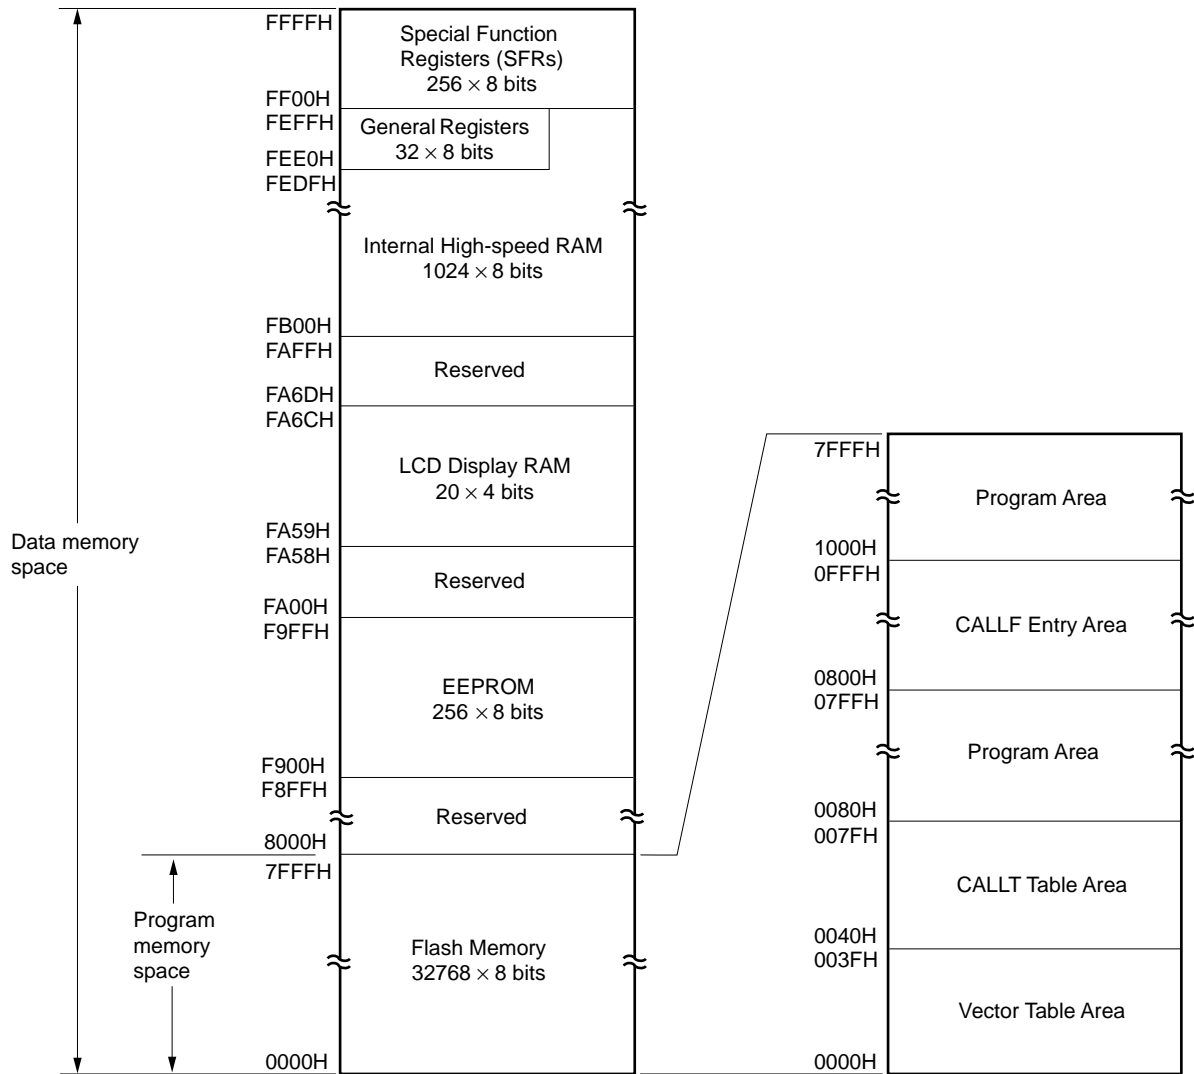 FFFFH
Special Function
Registers (SFRs)
256 × 8 bits
FF00H
FEFFH
General Registers
32 × 8 bits
FEE0H
FEDFH
Internal High-speed RAM
1024 × 8 bits
FB00H
FAFFH
Reserved
FA6DH
FA6CH
LCD Display RAM
20 × 4 bits
FA59H
FA58H
Reserved
FA00H
F9FFH
EEPROM
256 × 8 bits
F900H
F8FFH
Reserved
8000H
7FFFH
Flash Memory
32768 × 8 bits
0000H
Data memory
space
Program
memory
space
7FFFH
Program Area
1000H
0FFFH
CALLF Entry Area
0800H
07FFH
Program Area
0080H
007FH
CALLT Table Area
0040H
003FH
Vector Table Area
0000H